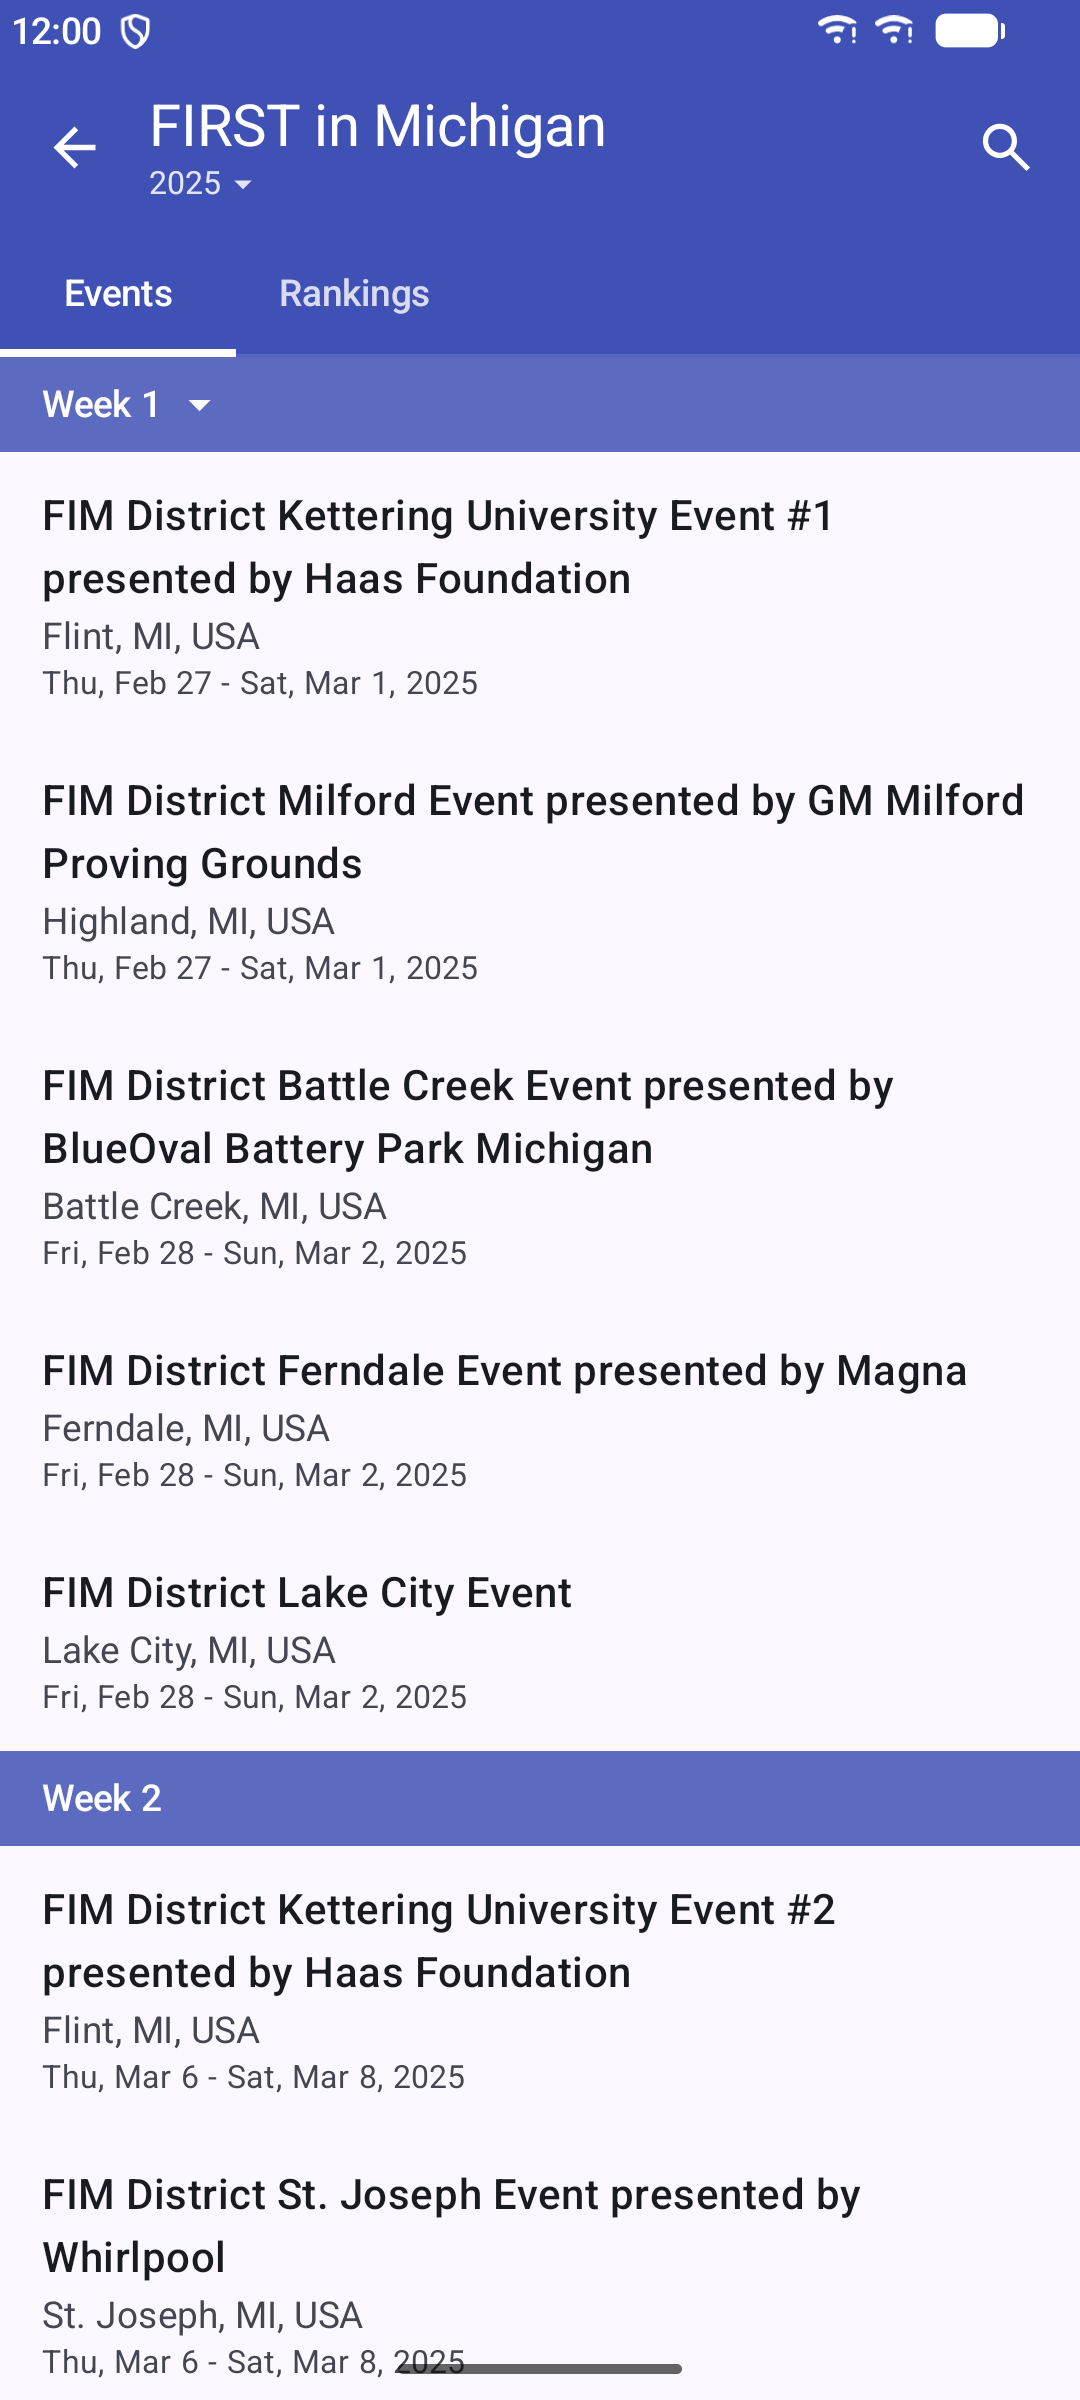 12:00
FIRST in Michigan
2025
Events
Rankings
Week 1
FIM District Kettering University Event #1
presented by Haas Foundation
Flint, MI, USA
Thu, Feb 27 - Sat, Mar 1, 2025
FIM District Milford Event presented by GM Milford
Proving Grounds
Highland, MI, USA
Thu, Feb 27 - Sat, Mar 1, 2025
FIM District Battle Creek Event presented by
BlueOval Battery Park Michigan
Battle Creek, MI, USA
Fri, Feb 28 - Sun, Mar 2, 2025
FIM District Ferndale Event presented by Magna
Ferndale, MI, USA
Fri, Feb 28 - Sun, Mar 2, 2025
FIM District Lake City Event
Lake City, MI, USA
Fri, Feb 28 - Sun, Mar 2, 2025
Week 2
FIM District Kettering University Event #2
presented by Haas Foundation
Flint, MI, USA
Thu, Mar 6 - Sat, Mar 8, 2025
FIM District St. Joseph Event presented by
Whirlpool
St. Joseph, MI, USA
Thu, Mar 6 - Sat, Mar 8, 2025